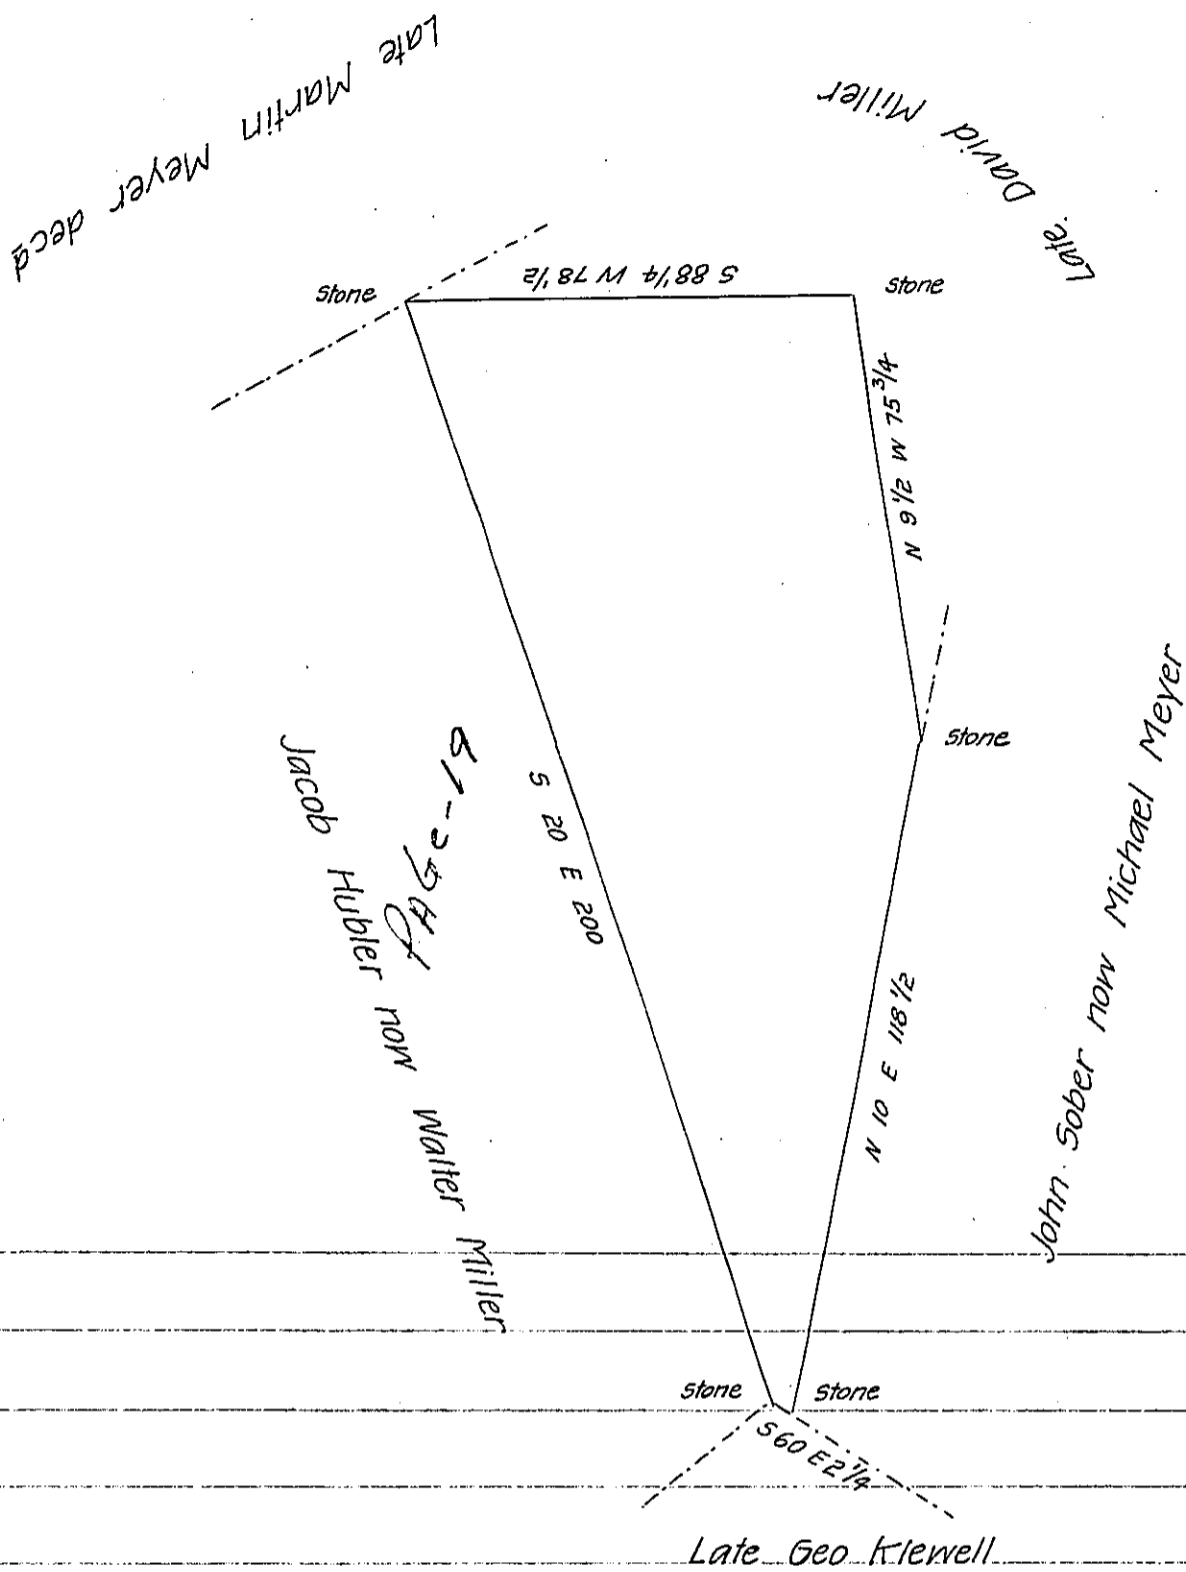 Late Martin Meyer decd
Late. David Miller
stone
S 88 1/4 W 78 1/2
stone
N 9 1/2 W 75 3/4
stone
Jacob Hubler now Walter Miller
PAGe-19
S 20 E 200
N 10 E 118 1/2
John Sober now Michael Meyer
stone
stone
S 60 E 2 1/4
Late Geo Klewell